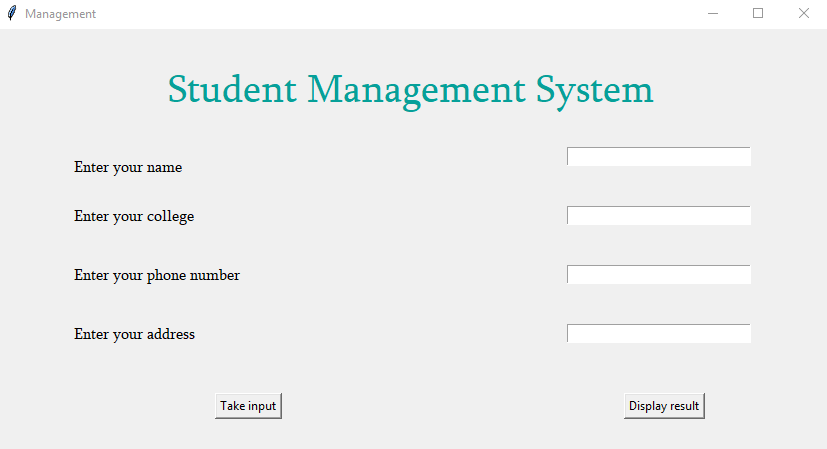 Management
Student Management System
Enter your name
Enter your college
Enter your phone number
Enter your address
Take input
Display result